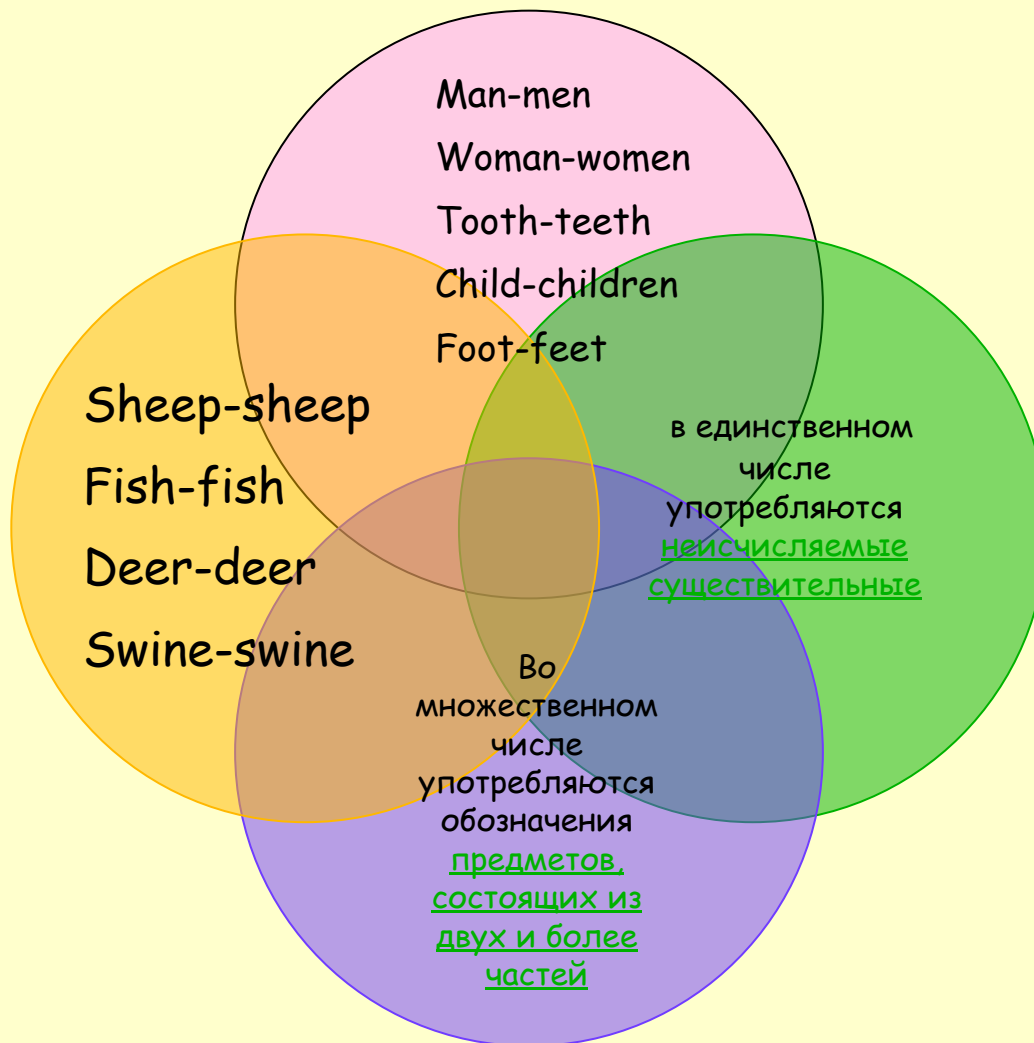 Man-men
Woman-women
Tooth-teeth
Child-children
Foot-feet
Sheep-sheep
Fish-fish
Deer-deer
Swine-swine
в единственном
числе
употребляются
неисчисляемые
существительные
Во
множественном
числе
употребляются
обозначения
предметов,
состоящих из
двух и более
частей